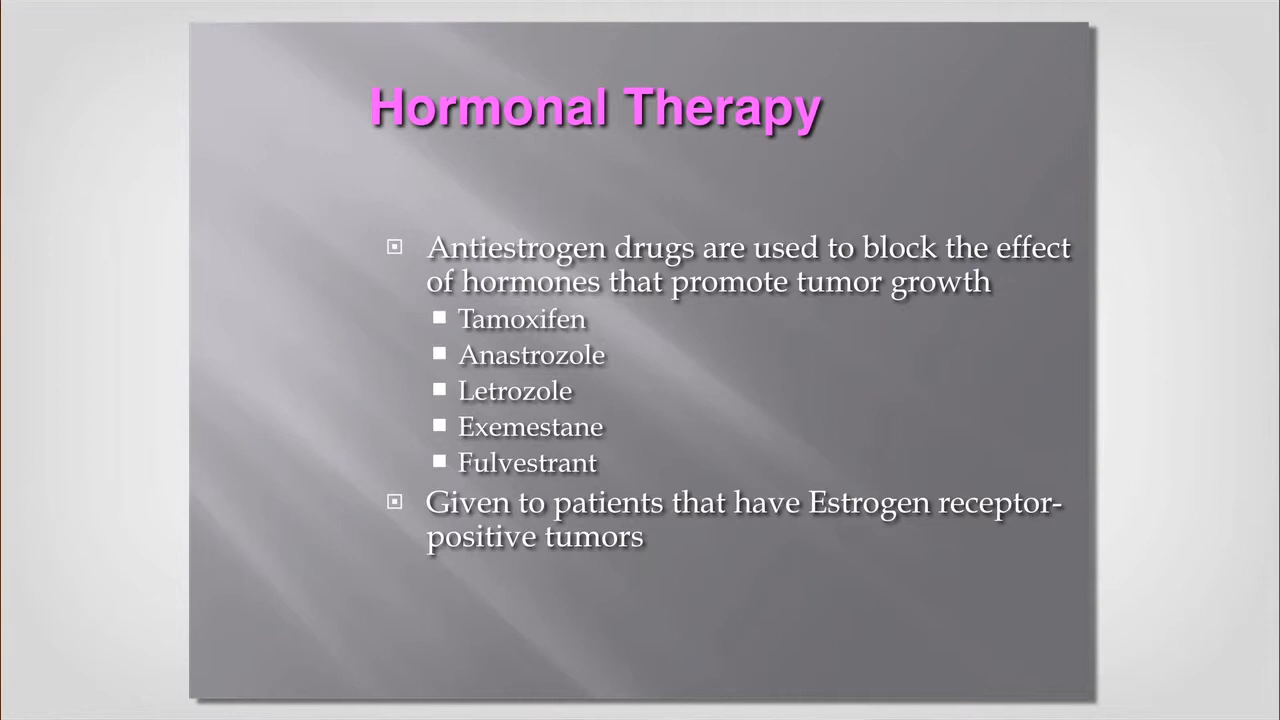 Hormonal Therapy
Antiestrogen drugs are used to block the effect
of hormones that promote tumor growth
Tamoxifen
Anastrozole
Letrozole
Exemestane
Fulvestrant
Given to patients that have Estrogen receptor-
positive tumors